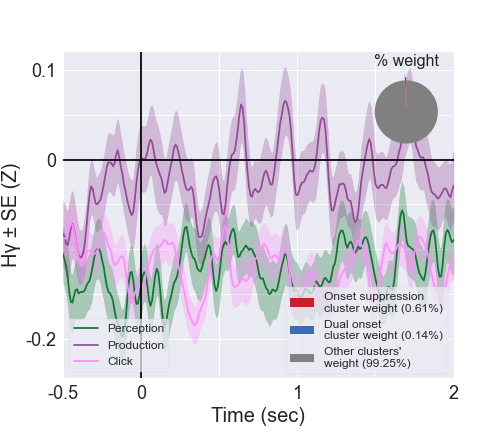 % weight
0.1
0
-0.2
Hγ ± SE (Z)
Perception
Production
Click
Onset suppression
cluster weight (0.61%)
Dual onset
cluster weight (0.14%)
Other clusters'
weight (99.25%)
-0.5
0
1
2
Time (sec)